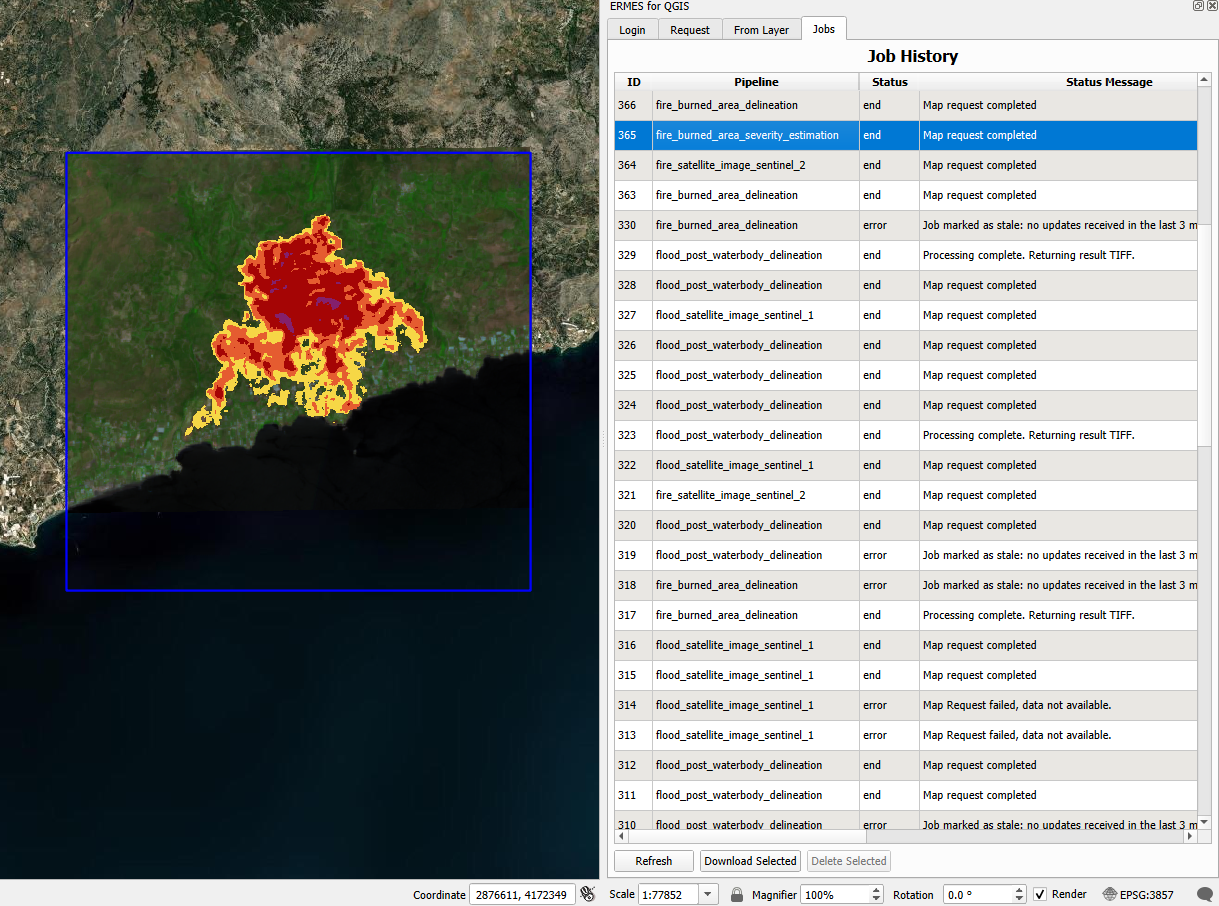 ERMES for QGIS
Login Request From Layer Jobs
Job History
ID Pipeline Status Status Message
366 fire_burned_area_delineation end Map request completed
365 fire_burned_area_severity_estimation end Map request completed
364 fire_satellite_image_sentinel_2 end Map request completed
363 fire_burned_area_delineation end Map request completed
330 fire_burned_area_delineation error Job marked as stale: no updates received in the last 3 m
329 flood_post_waterbody_delineation end Processing complete. Returning result TIFF.
328 flood_post_waterbody_delineation end Map request completed
327 flood_satellite_image_sentinel_1 end Map request completed
326 flood_post_waterbody_delineation end Map request completed
325 flood_post_waterbody_delineation end Map request completed
324 flood_post_waterbody_delineation end Map request completed
323 flood_post_waterbody_delineation end Processing complete. Returning result TIFF.
322 flood_satellite_image_sentinel_1 end Map request completed
321 fire_satellite_image_sentinel_2 end Map request completed
320 flood_post_waterbody_delineation end Map request completed
319 flood_post_waterbody_delineation error Job marked as stale: no updates received in the last 3 m
318 fire_burned_area_delineation error Job marked as stale: no updates received in the last 3 m
317 fire_burned_area_delineation end Processing complete. Returning result TIFF.
316 flood_satellite_image_sentinel_1 end Map request completed
315 flood_satellite_image_sentinel_1 end Map request completed
314 flood_satellite_image_sentinel_1 error Map Request failed, data not available.
313 flood_satellite_image_sentinel_1 error Map Request failed, data not available.
312 flood_post_waterbody_delineation end Map request completed
311 flood_post_waterbody_delineation end Map request completed
310 flood_post_waterbody_delineation error Job marked as stale: no updates received in the last 3 m
Refresh Download Selected Delete Selected
Coordinate 2876611, 4172349 Scale 1:77852 Magnifier 100% Rotation 0.0 ° Render EPSG:3857